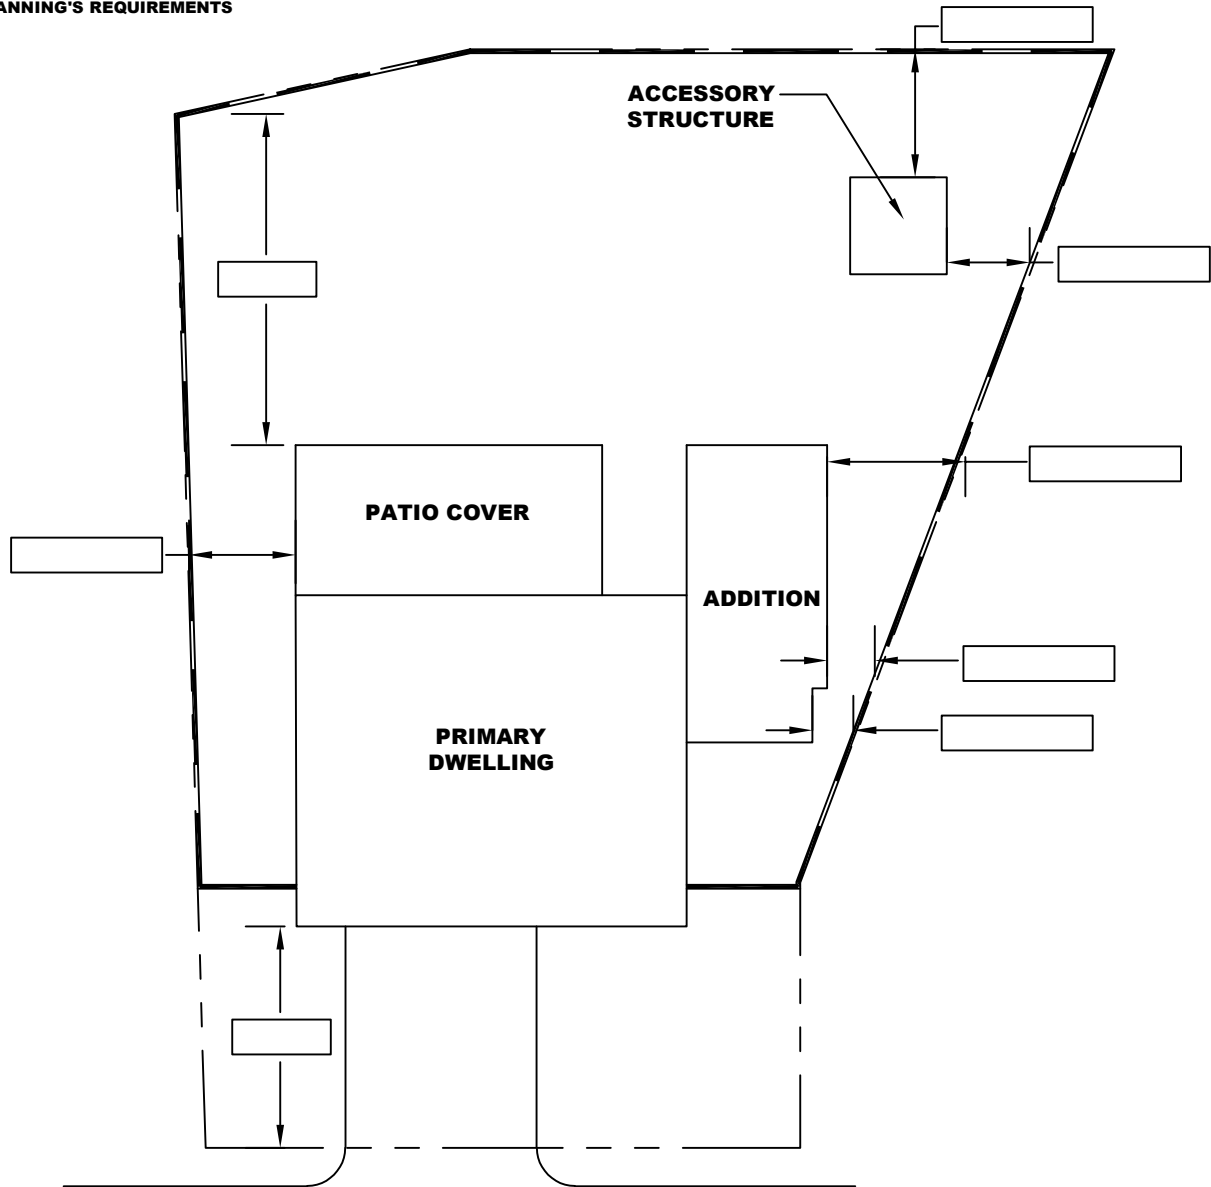 ANNING'S REQUIREMENTS
ACCESSORY
STRUCTURE
PATIO COVER
ADDITION
PRIMARY
DWELLING